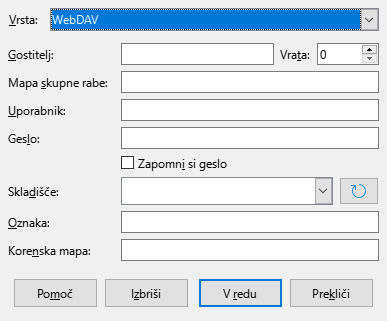 Vrsta: WebDAV
Gostitelj: Vrata: 0
Mapa skupne rabe:
Uporabnik:
Geslo:
Zapomni si geslo
Skladišče:
Oznaka:
Korenska mapa:
Pomoč Izbriši V redu Prekliči